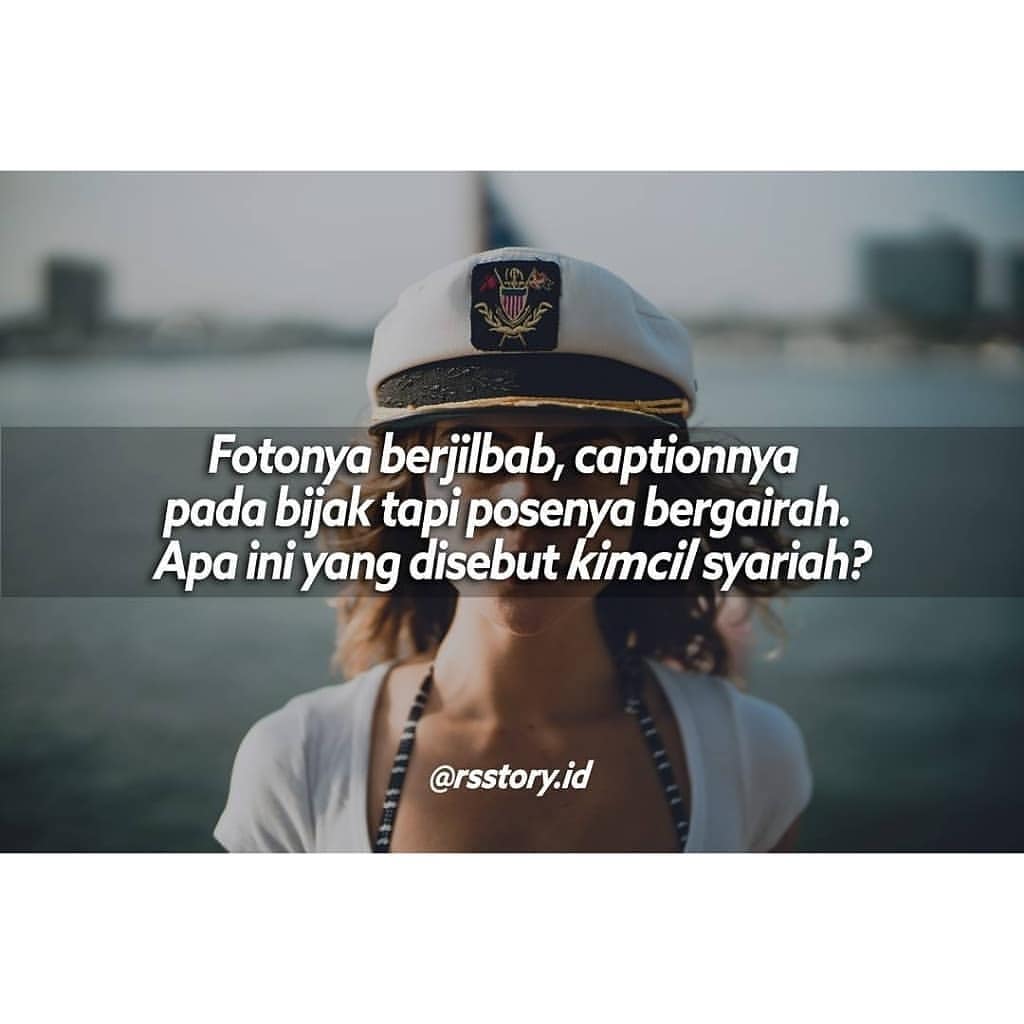 Fotonya berjilbab, captionnya
pada bijak tapi posenya bergairah.
Apa ini yang disebut kimcil syariah?
@rsstory.id